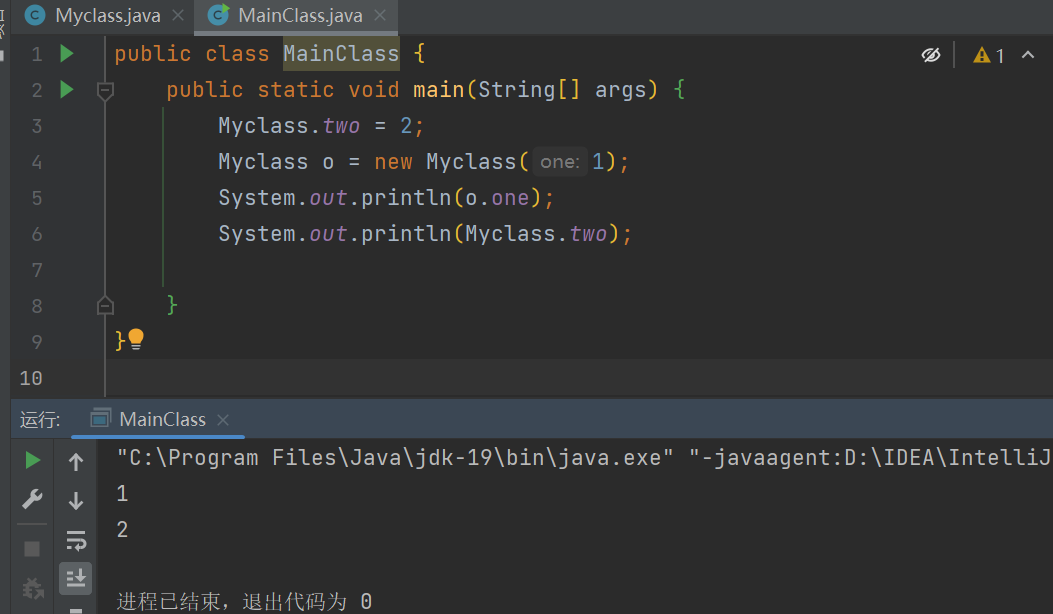 Myclass.java MainClass.java
1 public class MainClass {
1
2 public static void main(String[] args) {
3 Myclass.two = 2;
4 Myclass o = new Myclass( one: 1);
5 System.out.println(o.one);
6 System.out.println(Myclass.two);
7
8 }
9 }
10
运行: MainClass
"C:\Program Files\Java\jdk-19\bin\java.exe" "-javaagent:D:\IDEA\IntelliJ
1
2
进程已结束，退出代码为 0